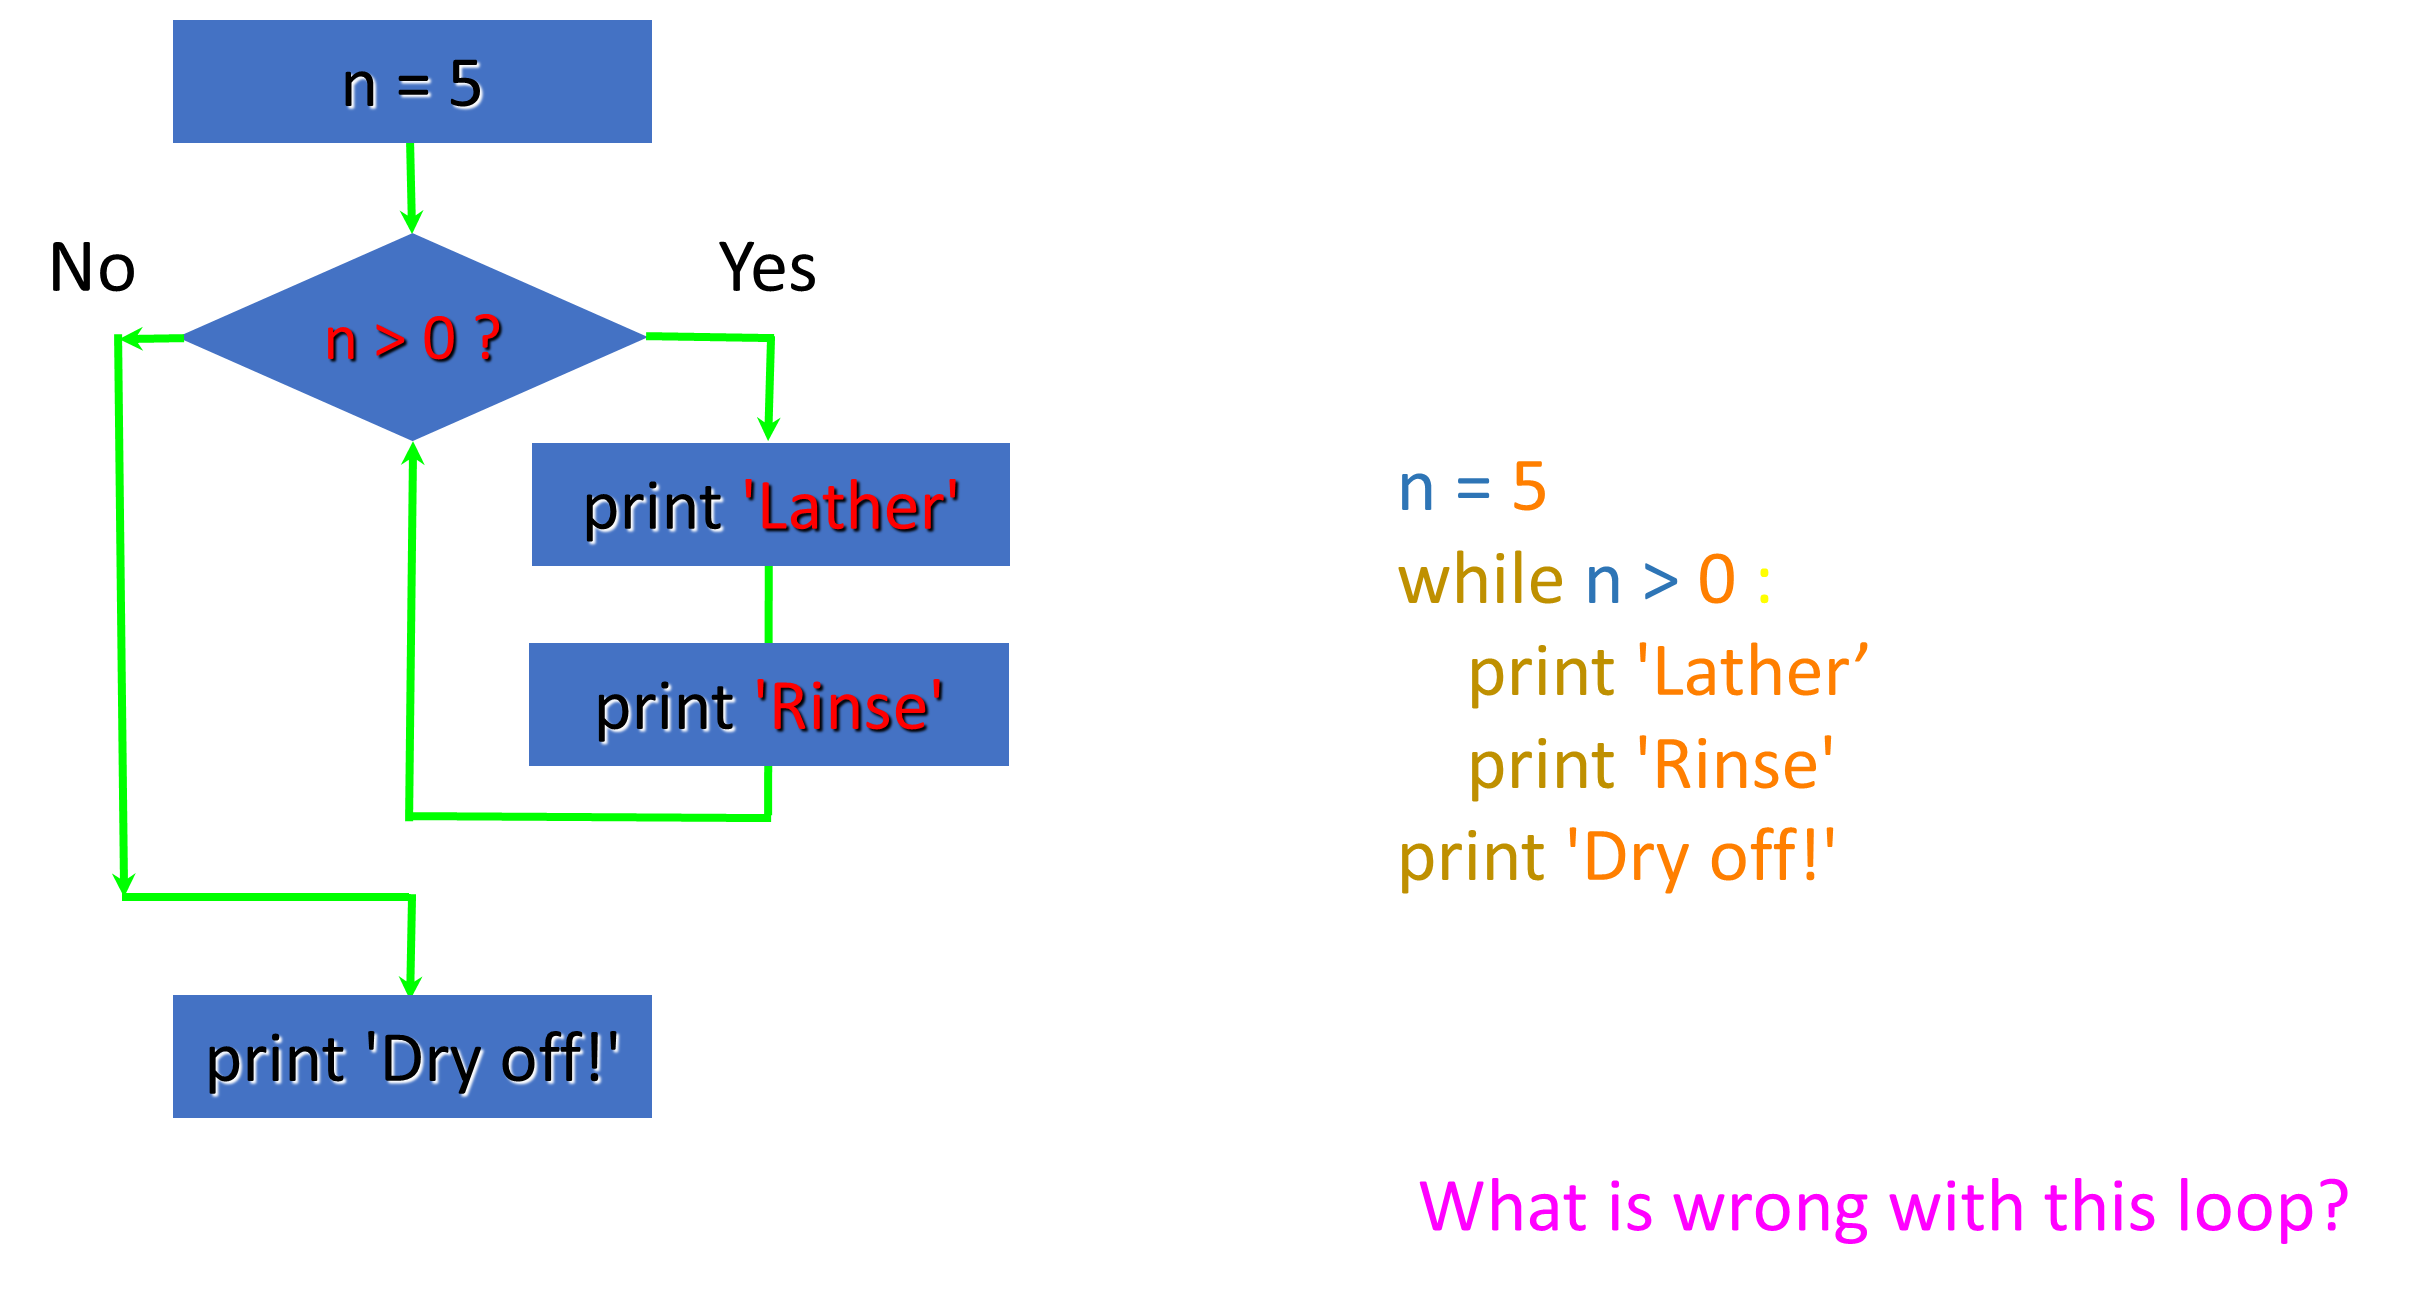 n = 5
No
Yes
n > 0 ?
print 'Lather'
print 'Rinse'
print 'Dry off!'
n = 5
while n > 0 :
print 'Lather’
print 'Rinse'
print 'Dry off!'
What is wrong with this loop?